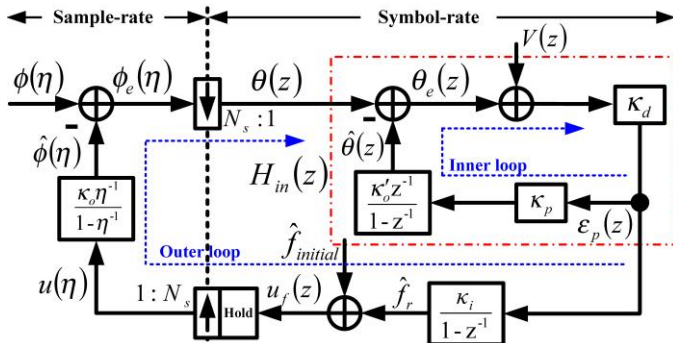 Sample-rate
Symbol-rate
V(z)
ϕ(η)
ϕ_e(η)
θ(z)
θ_e(z)
N_s : 1
κ_d
ϕ̂(η)
θ̂(z)
Inner loop
H_in(z)
κ_o η^-1 / 1-η^-1
κ'_o z^-1 / 1-z^-1
κ_p
ε_p(z)
Outer loop
f̂_initial
u(η)
1 : N_s
Hold
u_f(z)
f̂_r
κ_i / 1-z^-1